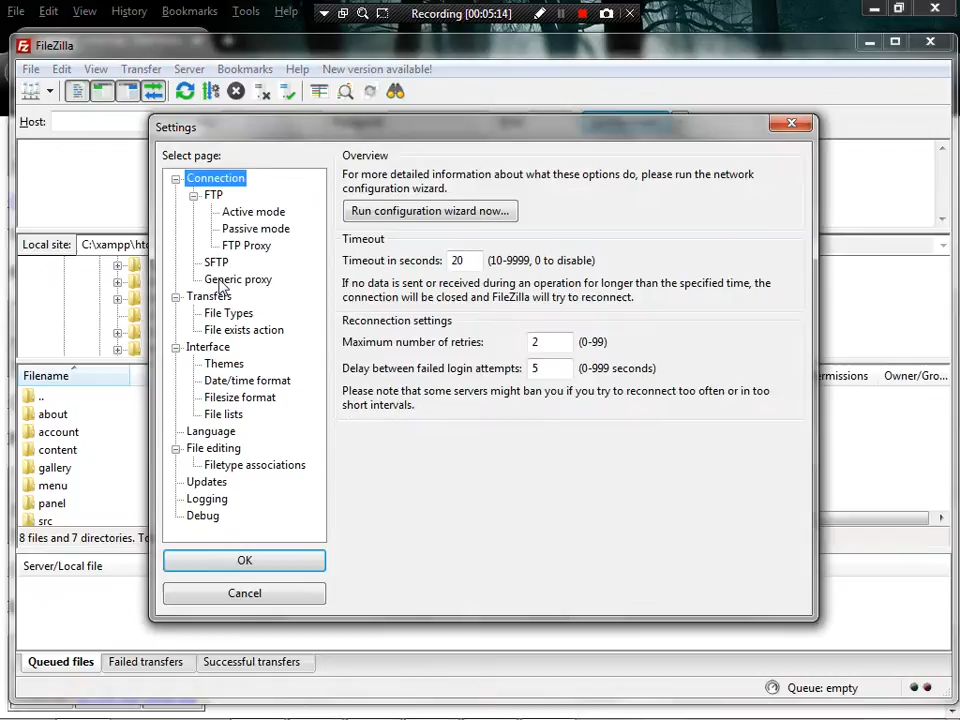 File Edit View History Bookmarks Tools Help
Recording [00:05:14]
FileZilla
File Edit View Transfer Server Bookmarks Help New version available!
Host:
Settings
Select page:
Connection
FTP
Active mode
Passive mode
FTP Proxy
SFTP
Generic proxy
Transfers
File Types
File exists action
Interface
Themes
Date/time format
Filesize format
File lists
Language
File editing
Filetype associations
Updates
Logging
Debug
OK
Cancel
Overview
For more detailed information about what these options do, please run the network
configuration wizard.
Run configuration wizard now...
Timeout
Timeout in seconds: 20 (10-9999, 0 to disable)
If no data is sent or received during an operation for longer than the specified time, the
connection will be closed and FileZilla will try to reconnect.
Reconnection settings
Maximum number of retries: 2 (0-99)
Delay between failed login attempts: 5 (0-999 seconds)
Please note that some servers might ban you if you try to reconnect too often or in too
short intervals.
Local site: C:\xampp\htc
Filename
..
about
account
content
gallery
menu
panel
src
8 files and 7 directories. To
Owner/Gro...
Server/Local file
Queued files Failed transfers Successful transfers
Queue: empty